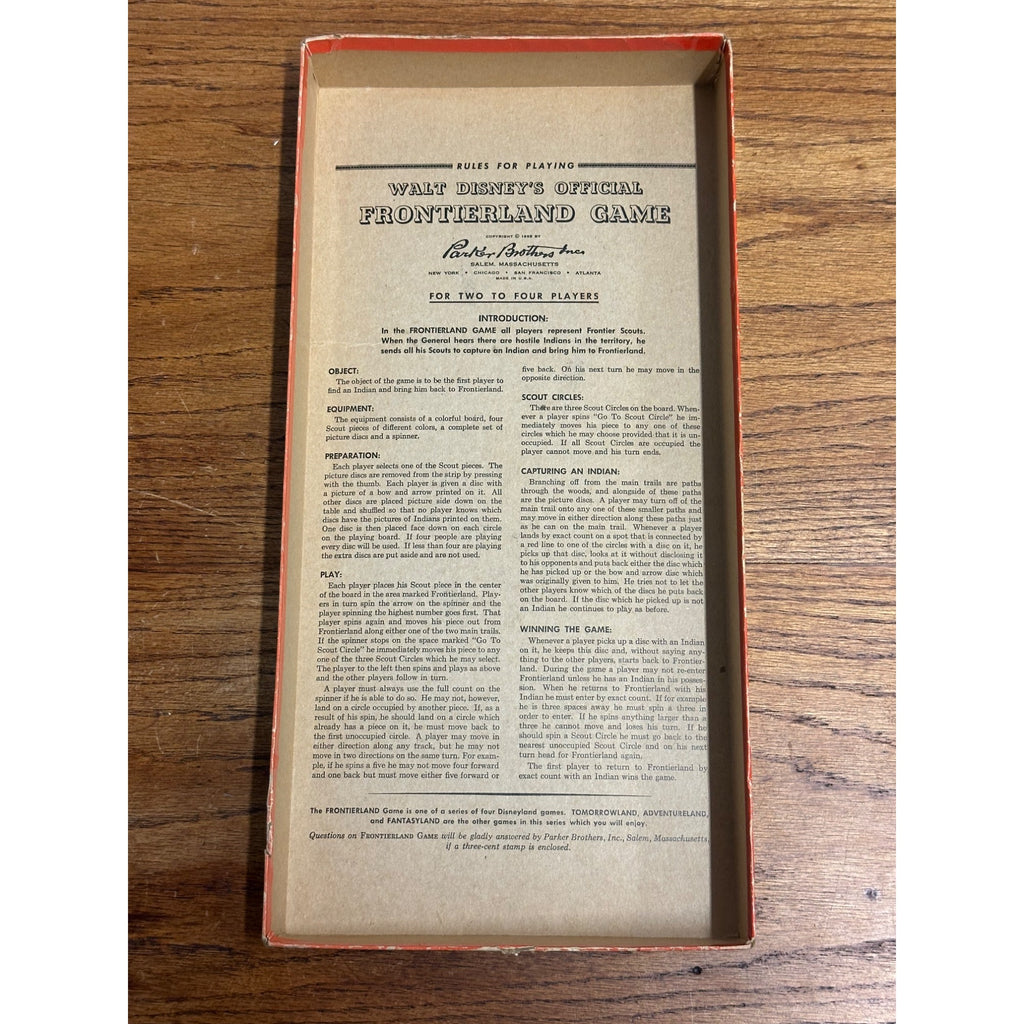 RULES FOR PLAYING
WALT DISNEY'S OFFICIAL
FRONTIERLAND GAME
COPYRIGHT © BY
Parker Brothers Inc.
SALEM, MASSACHUSETTS
NEW YORK • CHICAGO • SAN FRANCISCO • ATLANTA
MADE IN U.S.A.
FOR TWO TO FOUR PLAYERS
INTRODUCTION:
In the FRONTIERLAND GAME all players represent Frontier Scouts.
When the General hears there are hostile Indians in the territory, he
sends all his Scouts to capture an Indian and bring him to Frontierland.
OBJECT:
The object of the game is to be the first player to
find an Indian and bring him back to Frontierland.
EQUIPMENT:
The equipment consists of a colorful board, four
Scout pieces of different colors, a complete set of
picture discs and a spinner.
PREPARATION:
Each player selects one of the Scout pieces. The
picture discs are removed from the strip by pressing
with the thumb. Each player is given a disc with
a picture of a bow and arrow printed on it. All
other discs are placed picture side down on the
table and shuffled so that no player knows which
discs have the pictures of Indians printed on them.
One disc is then placed face down on each circle
on the playing board. If four people are playing
every disc will be used. If less than four are playing
the extra discs are put aside and are not used.
PLAY:
Each player places his Scout piece in the center
of the board in the area marked Frontierland. Play-
ers in turn spin the arrow on the spinner and the
player spinning the highest number goes first. That
player spins again and moves his piece out from
Frontierland along either one of the two main trails.
If the spinner stops on the space marked "Go To
Scout Circle" he immediately moves his piece to any
one of the three Scout Circles which he may select.
The player to the left then spins and plays as above
and the other players follow in turn.
A player must always use the full count on the
spinner if he is able to do so. He may not, however,
land on a circle occupied by another piece. If, as a
result of his spin, he should land on a circle which
already has a piece on it, he must move back to
the first unoccupied circle. A player may move in
either direction along any track, but he may not
move in two directions on the same turn. For exam-
ple, if he spins a five he may not move four forward
and one back but must move either five forward or
five back. On his next turn he may move in the
opposite direction.
SCOUT CIRCLES:
There are three Scout Circles on the board. When-
ever a player spins "Go To Scout Circle" he im-
mediately moves his piece to any one of these
circles which he may choose provided that it is un-
occupied. If all Scout Circles are occupied the
player cannot move and his turn ends.
CAPTURING AN INDIAN:
Branching off from the main trails are paths
through the woods, and alongside of these paths
are the picture discs. A player may turn off of the
main trail onto any one of these smaller paths and
may move in either direction along these paths just
as he can on the main trail. Whenever a player
lands by exact count on a spot that is connected by
a red line to one of the circles with a disc on it, he
picks up that disc, looks at it without disclosing it
to his opponents and puts back either the disc which
he has picked up or the bow and arrow disc which
was originally given to him. He tries not to let the
other players know which of the discs he puts back
on the board. If the disc which he picked up is not
an Indian he continues to play as before.
WINNING THE GAME:
Whenever a player picks up a disc with an Indian
on it, he keeps this disc and, without saying any-
thing to the other players, starts back to Frontier-
land. During the game a player may not re-enter
Frontierland unless he has an Indian in his posses-
sion. When he returns to Frontierland with his
Indian he must enter by exact count. If for example
he is three spaces away he must spin a three in
order to enter. If he spins anything larger than a
three he cannot move and loses his turn. If he
should spin a Scout Circle he must go back to the
nearest unoccupied Scout Circle and on his next
turn head for Frontierland again.
The first player to return to Frontierland by
exact count with an Indian wins the game.
The FRONTIERLAND Game is one of a series of four Disneyland games. TOMORROWLAND, ADVENTURELAND,
and FANTASYLAND are the other games in this series which you will enjoy.
Questions on FRONTIERLAND GAME will be gladly answered by Parker Brothers, Inc., Salem, Massachusetts,
if a three-cent stamp is enclosed.